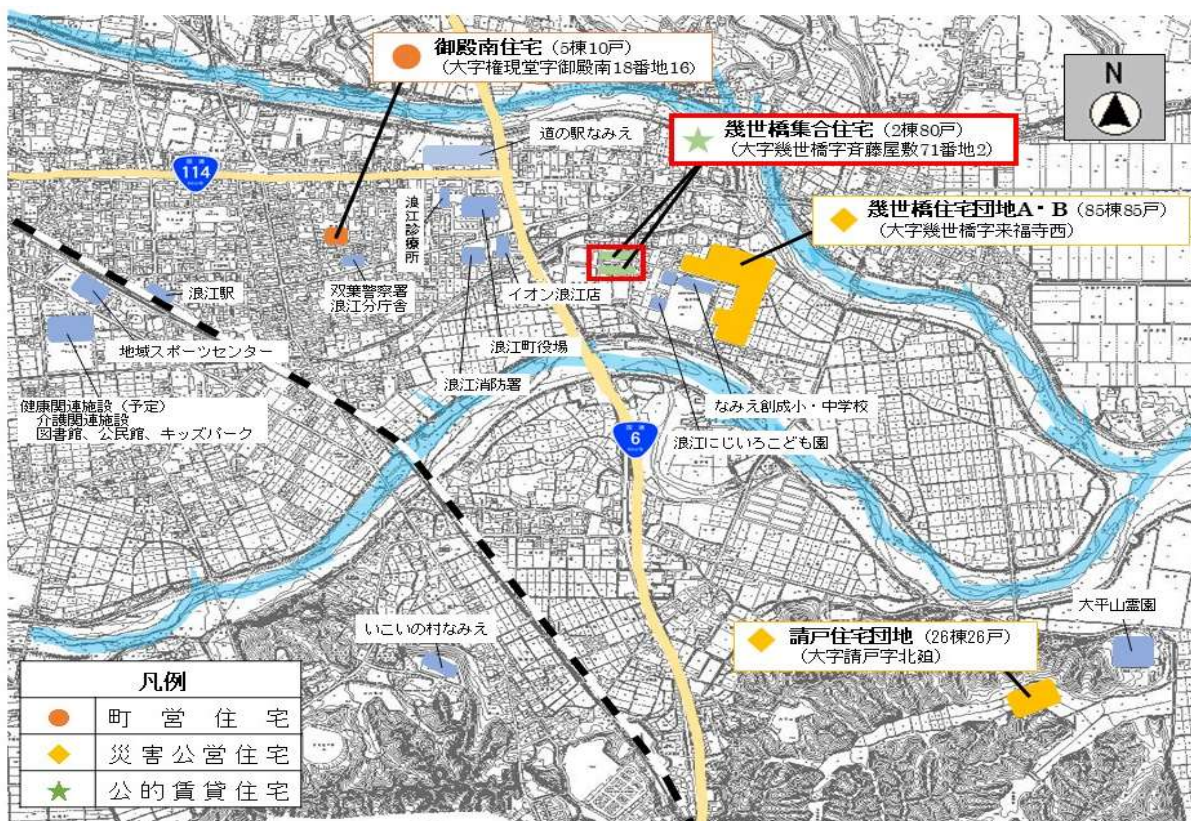 御殿南住宅 (5棟10戸)
(大字権現堂字御殿南18番地16)
N
道の駅なみえ
幾世橋集合住宅 (2棟80戸)
(大字幾世橋字斉藤屋敷71番地2)
国道
114
浪江診療所
幾世橋住宅団地A・B (85棟85戸)
(大字幾世橋字来福寺西)
浪江駅
双葉警察署
浪江分庁舎
イオン浪江店
地域スポーツセンター
浪江町役場
浪江消防署
なみえ創成小・中学校
健康関連施設(予定)
介護関連施設
図書館、公民館、キッズパーク
国道
6
浪江にじいろこども園
大平山霊園
いこいの村なみえ
請戸住宅団地 (26棟26戸)
(大字請戸字北迫)
凡例
町営住宅
災害公営住宅
公的賃貸住宅